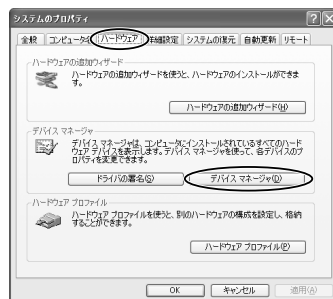 システムのプロパティ
全般 コンピュータ名 ハードウェア 詳細設定 システムの復元 自動更新 リモート
ハードウェアの追加ウィザード
ハードウェアの追加ウィザードを使うと、ハードウェアのインストールができます。
ハードウェアの追加ウィザード(H)
デバイス マネージャ
デバイス マネージャは、コンピュータにインストールされているすべてのハードウェア デバイスを表示します。デバイス マネージャを使って、各デバイスのプロパティを変更できます。
ドライバの署名(S) デバイス マネージャ(D)
ハードウェア プロファイル
ハードウェア プロファイルを使うと、別のハードウェアの構成を設定し、格納することができます。
ハードウェア プロファイル(P)
OK キャンセル 適用(A)